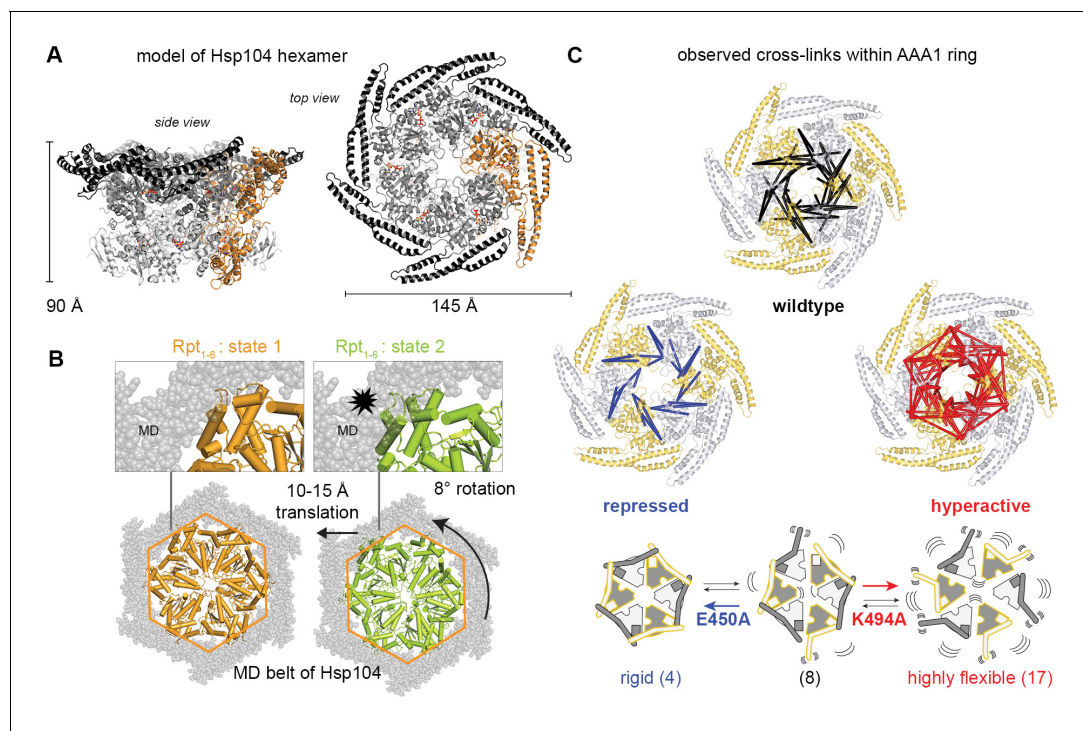 A
model of Hsp104 hexamer
side view
top view
90 Å
145 Å
B
Rpt1-6 : state 1
Rpt1-6 : state 2
MD
MD
10-15 Å
translation
8° rotation
MD belt of Hsp104
C
observed cross-links within AAA1 ring
wildtype
repressed
hyperactive
E450A
K494A
rigid (4)
(8)
highly flexible (17)